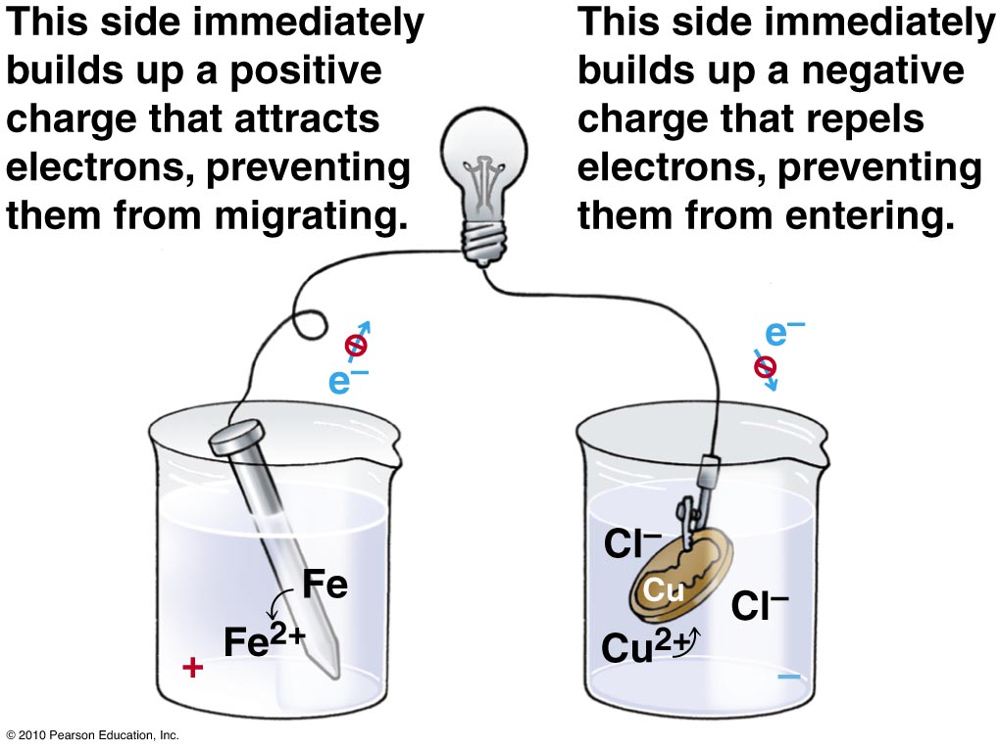 This side immediately
builds up a positive
charge that attracts
electrons, preventing
them from migrating.
This side immediately
builds up a negative
charge that repels
electrons, preventing
them from entering.
e–
e–
Fe
Fe2+
+
Cl–
Cu
Cl–
Cu2+
–
© 2010 Pearson Education, Inc.